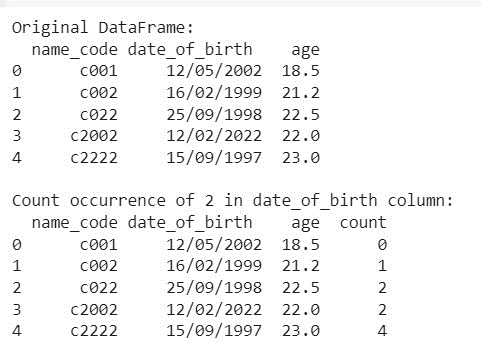 Original DataFrame:
name_code date_of_birth age
0 c001 12/05/2002 18.5
1 c002 16/02/1999 21.2
2 c022 25/09/1998 22.5
3 c2002 12/02/2022 22.0
4 c2222 15/09/1997 23.0
Count occurrence of 2 in date_of_birth column:
name_code date_of_birth age count
0 c001 12/05/2002 18.5 0
1 c002 16/02/1999 21.2 1
2 c022 25/09/1998 22.5 2
3 c2002 12/02/2022 22.0 2
4 c2222 15/09/1997 23.0 4